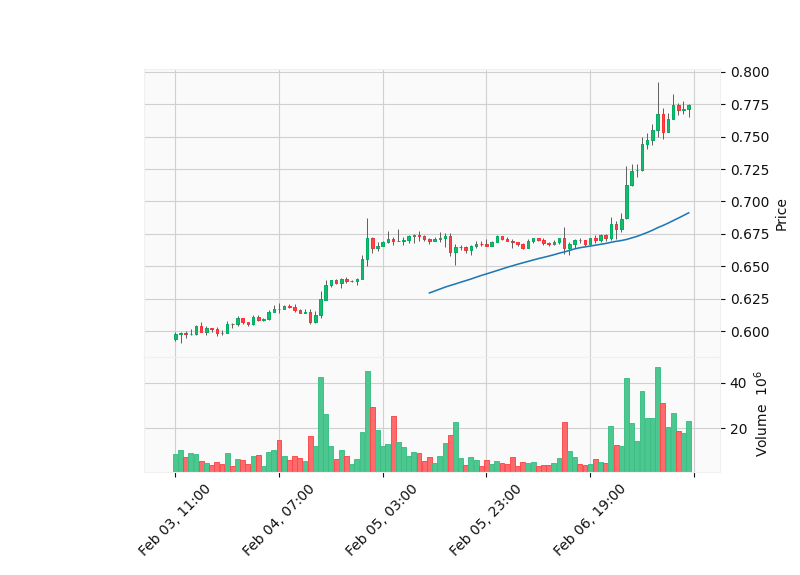 0.800
0.775
0.750
0.725
0.700
0.675
0.650
0.625
0.600
Price
40
20
Volume 10^6
Feb 03, 11:00
Feb 04, 07:00
Feb 05, 03:00
Feb 05, 23:00
Feb 06, 19:00